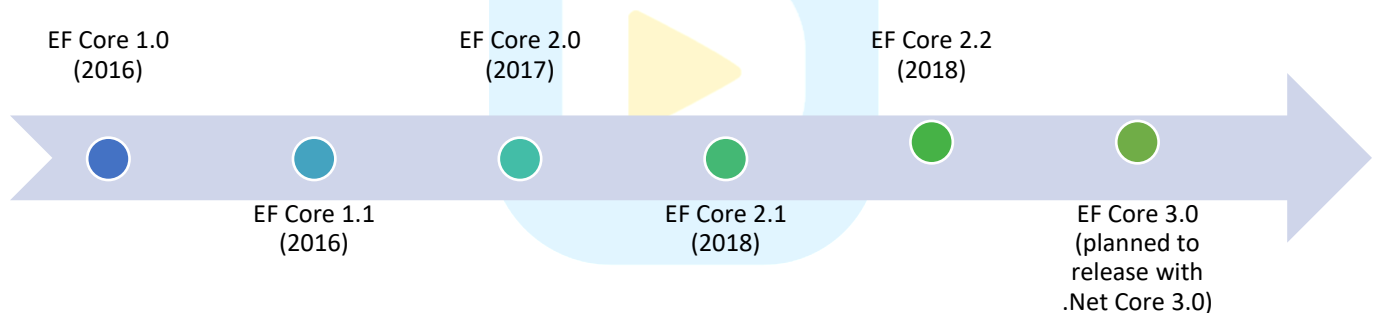 EF Core 1.0
(2016)
EF Core 1.1
(2016)
EF Core 2.0
(2017)
EF Core 2.1
(2018)
EF Core 2.2
(2018)
EF Core 3.0
(planned to
release with
.Net Core 3.0)